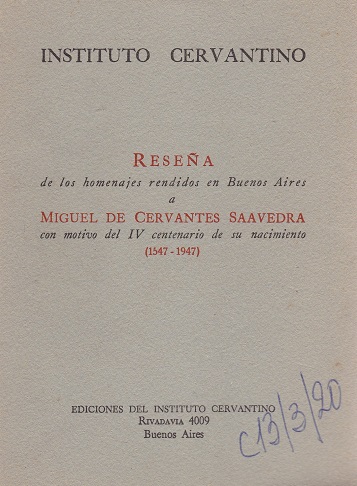 INSTITUTO CERVANTINO
RESEÑA
de los homenajes rendidos en Buenos Aires
a
MIGUEL DE CERVANTES SAAVEDRA
con motivo del IV centenario de su nacimiento
(1547 - 1947)
EDICIONES DEL INSTITUTO CERVANTINO
RIVADAVIA 4009
Buenos Aires
C13/3/20